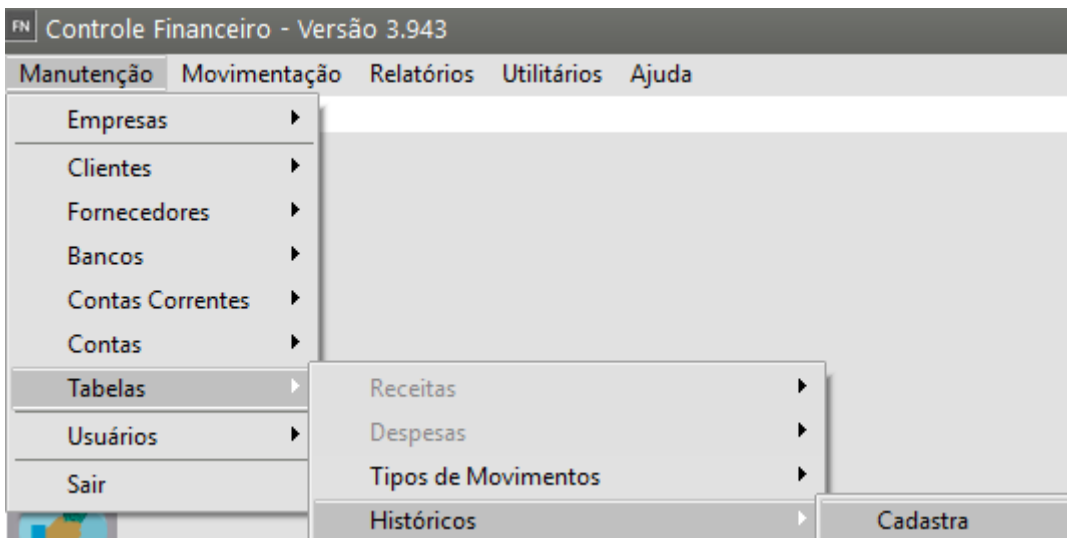 FN Controle Financeiro - Versão 3.943
Manutenção Movimentação Relatórios Utilitários Ajuda
Empresas
Clientes
Fornecedores
Bancos
Contas Correntes
Contas
Tabelas
Usuários
Sair
Receitas
Despesas
Tipos de Movimentos
Históricos
Cadastra